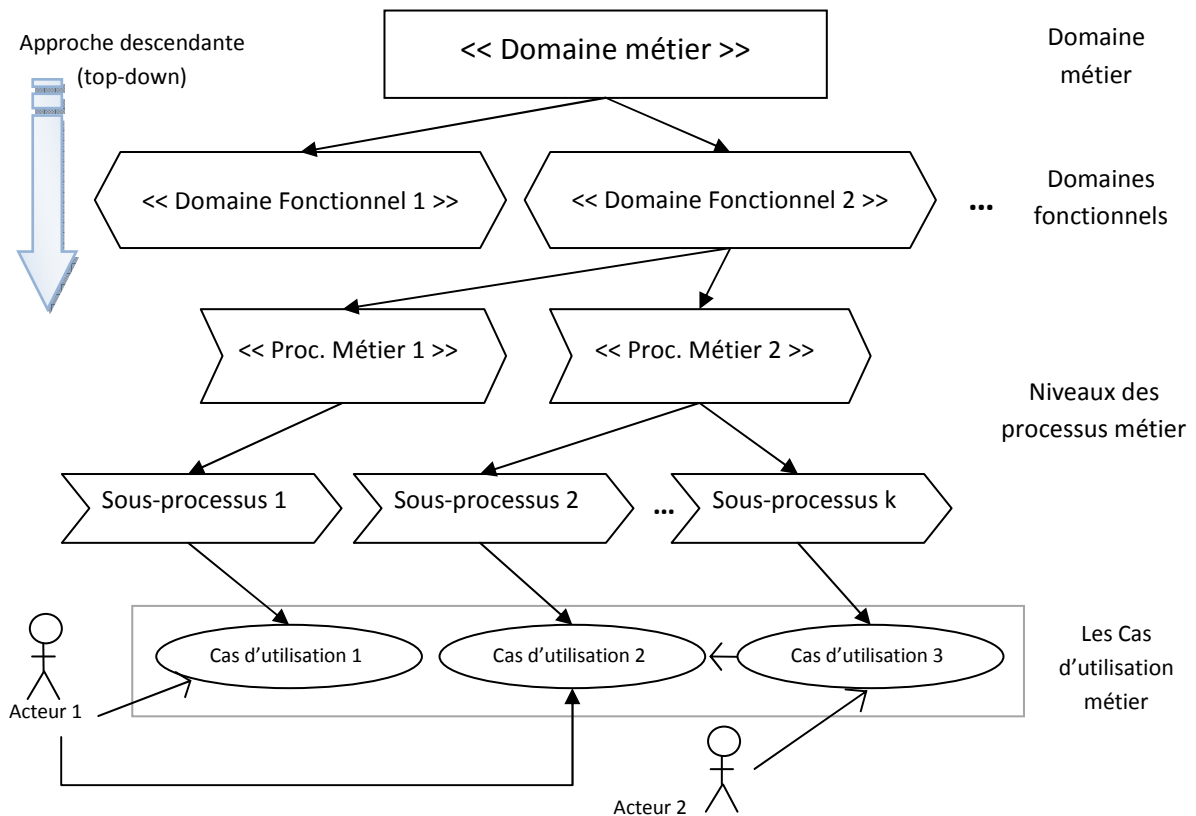 Approche descendante
(top-down)
<< Domaine métier >>
Domaine
métier
<< Domaine Fonctionnel 1 >>
<< Domaine Fonctionnel 2 >>
...
Domaines
fonctionnels
<< Proc. Métier 1 >>
<< Proc. Métier 2 >>
Niveaux des
processus métier
Sous-processus 1
Sous-processus 2
...
Sous-processus k
Cas d'utilisation 1
Cas d'utilisation 2
Cas d'utilisation 3
Les Cas
d'utilisation
métier
Acteur 1
Acteur 2